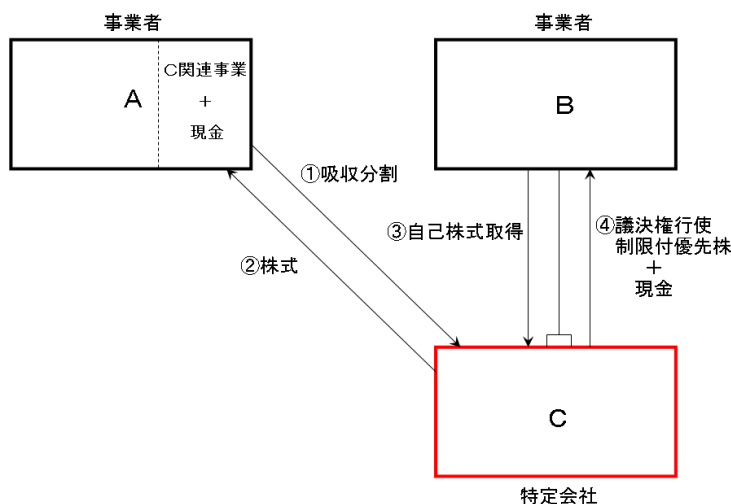 事業者
事業者
A
C関連事業
+
現金
B
①吸収分割
②株式
③自己株式取得
④議決権行使
制限付優先株
+
現金
C
特定会社